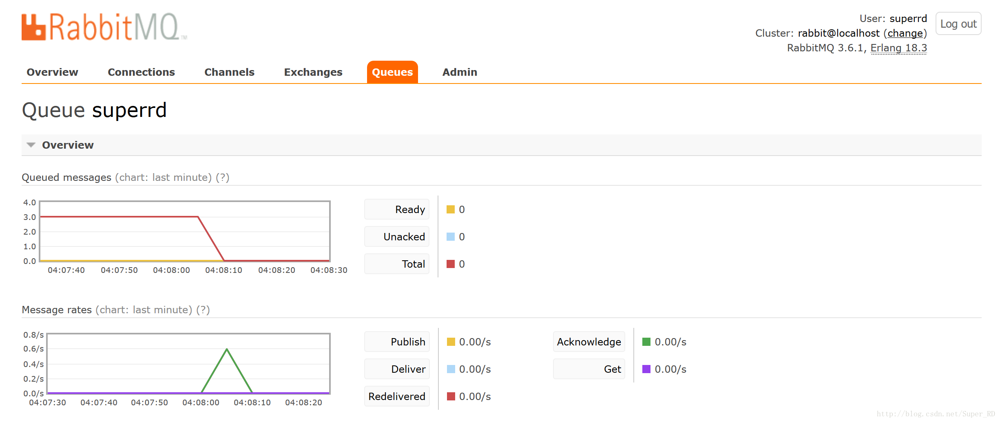 RabbitMQ™
User: superrd
Log out
Cluster: rabbit@localhost (change)
RabbitMQ 3.6.1, Erlang 18.3
Overview Connections Channels Exchanges Queues Admin
Queue superrd
Overview
Queued messages (chart: last minute) (?)
4.0
3.0
2.0
1.0
0.0
04:07:40 04:07:50 04:08:00 04:08:10 04:08:20 04:08:30
Ready 0
Unacked 0
Total 0
Message rates (chart: last minute) (?)
0.8/s
0.6/s
0.4/s
0.2/s
0.0/s
04:07:30 04:07:40 04:07:50 04:08:00 04:08:10 04:08:20
Publish 0.00/s
Deliver 0.00/s
Redelivered 0.00/s
Acknowledge 0.00/s
Get 0.00/s
http://blog.csdn.net/Super_RD